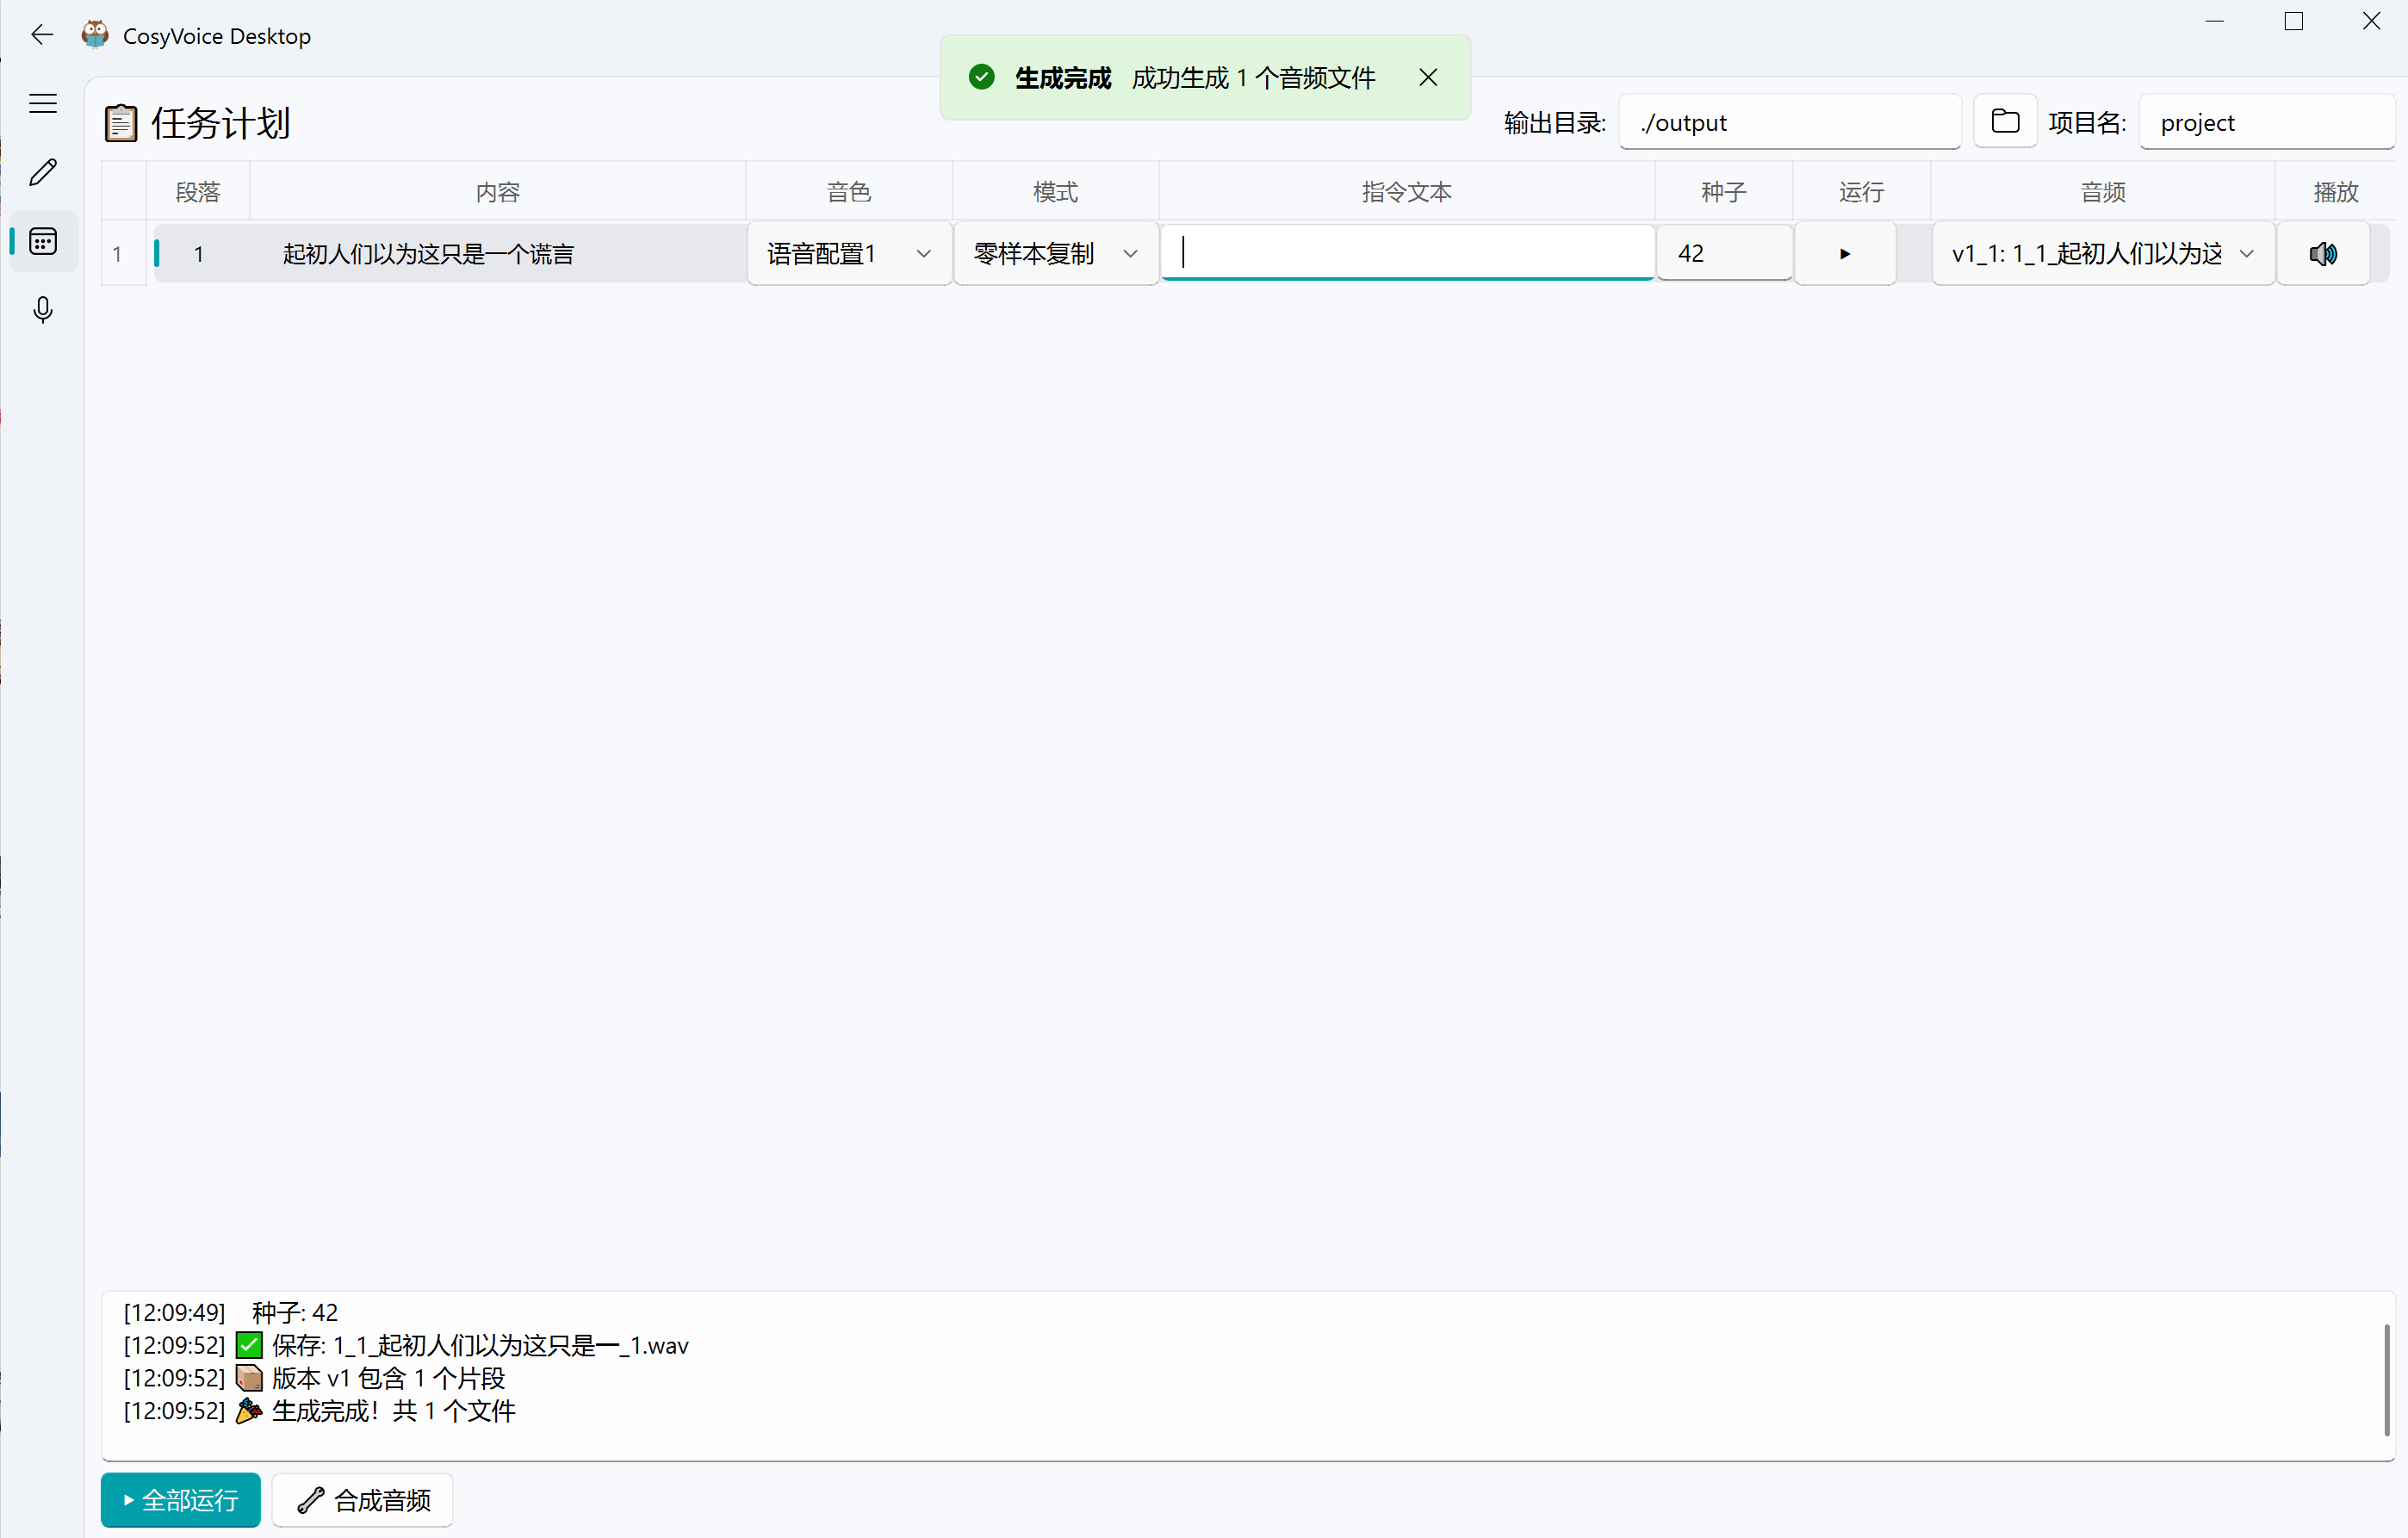 CosyVoice Desktop
生成完成 成功生成 1 个音频文件
任务计划
输出目录: ./output 项目名: project
段落 内容 音色 模式 指令文本 种子 运行 音频 播放
1 1 起初人们以为这只是一个谎言 语音配置1 零样本复制 42 v1_1: 1_1_起初人们以为这
[12:09:49] 种子: 42
[12:09:52] 保存: 1_1_起初人们以为这只是一_1.wav
[12:09:52] 版本 v1 包含 1 个片段
[12:09:52] 生成完成！共 1 个文件
全部运行 合成音频